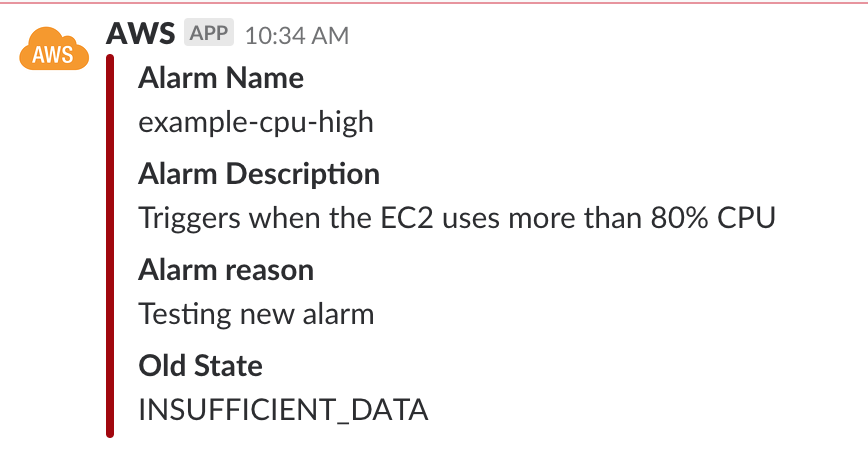 AWS
AWS APP 10:34 AM
Alarm Name
example-cpu-high
Alarm Description
Triggers when the EC2 uses more than 80% CPU
Alarm reason
Testing new alarm
Old State
INSUFFICIENT_DATA